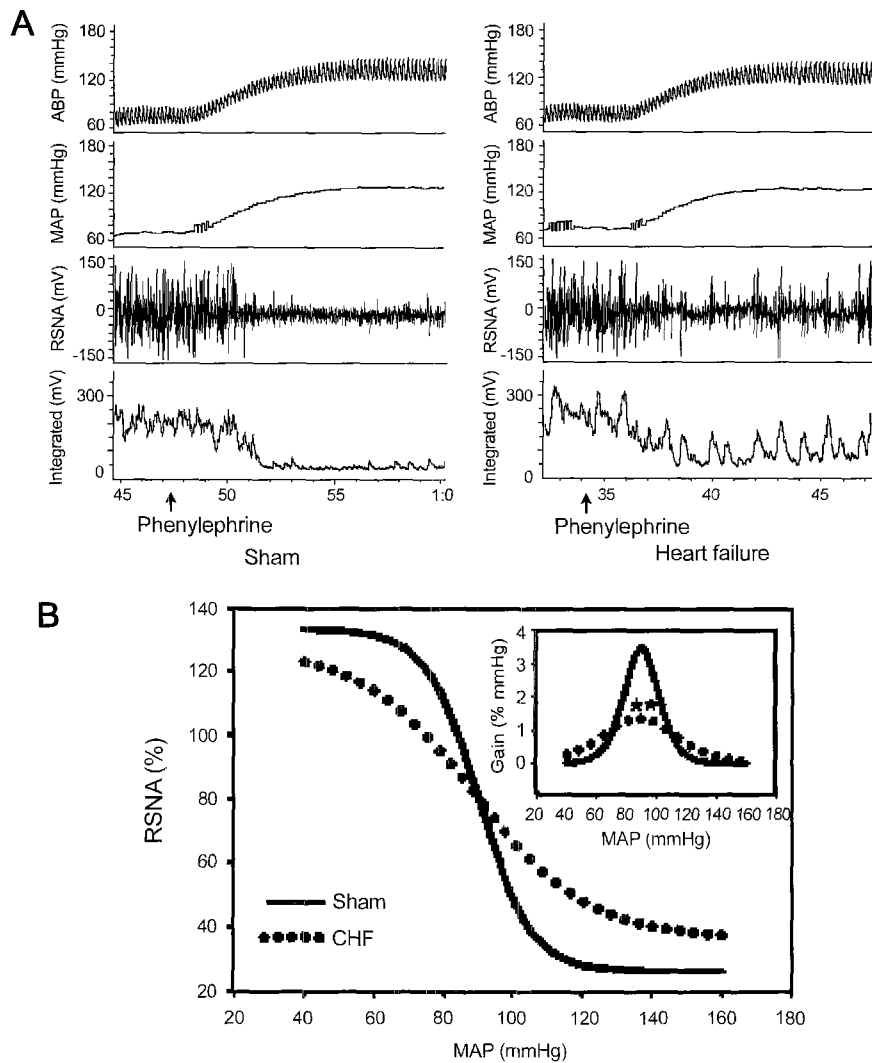 A
ABP (mmHg)
180
120
60
180
120
60
MAP (mmHg)
180
120
60
180
120
60
RSNA (mV)
150
0
-150
150
0
-150
Integrated (mV)
300
0
300
0
45 50 55 1:0
35 40 45
Phenylephrine
Phenylephrine
Sham
Heart failure
ABP (mmHg)
MAP (mmHg)
RSNA (mV)
Integrated (mV)
B
RSNA (%)
140
120
100
80
60
40
20
20 40 60 80 100 120 140 160 180
MAP (mmHg)
Sham
CHF
Gain (% mmHg)
4
3
2
1
0
20 40 60 80 100 120 140 160 180
MAP (mmHg)